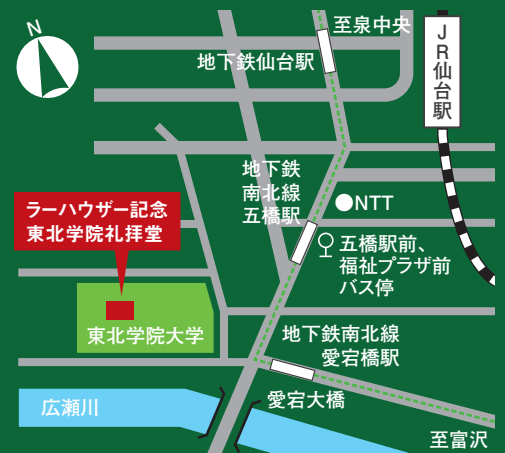 N
至泉中央
地下鉄仙台駅
JR仙台駅
地下鉄
南北線
五橋駅
NTT
ラーハウザー記念
東北学院礼拝堂
五橋駅前、
福祉プラザ前
バス停
東北学院大学
地下鉄南北線
愛宕橋駅
愛宕大橋
広瀬川
至富沢